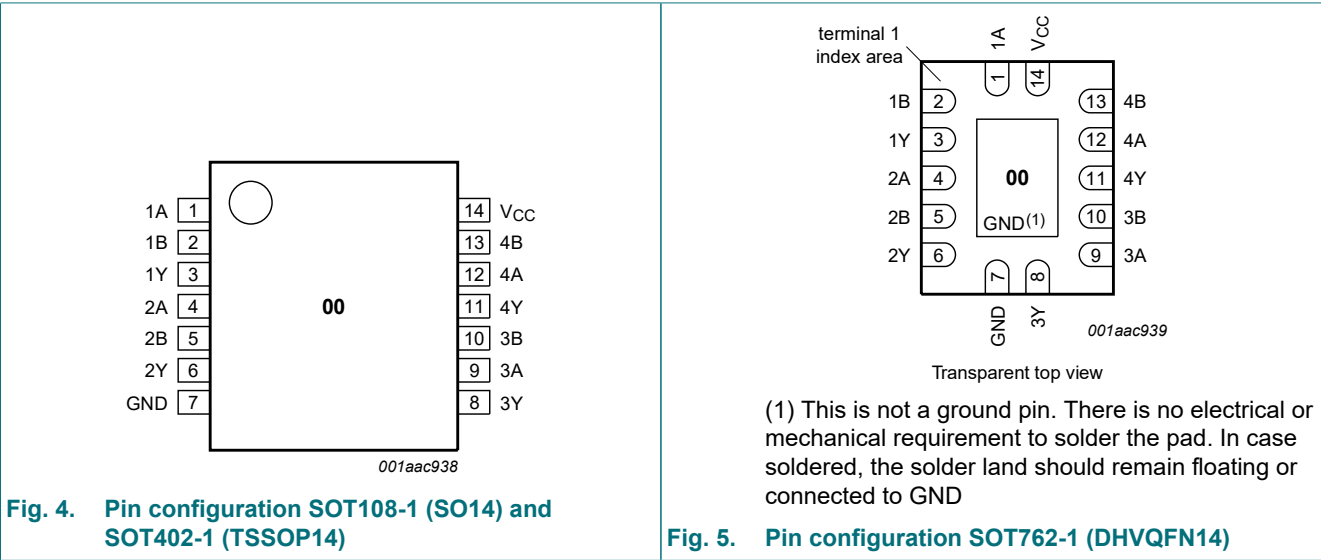 1A 1
1B 2
1Y 3
2A 4
2B 5
2Y 6
GND 7
00
14 VCC
13 4B
12 4A
11 4Y
10 3B
9 3A
8 3Y
001aac938
Fig. 4. Pin configuration SOT108-1 (SO14) and
SOT402-1 (TSSOP14)
terminal 1
index area
1A
VCC
1
14
1B 2
1Y 3
2A 4
2B 5
2Y 6
00
GND(1)
13 4B
12 4A
11 4Y
10 3B
9 3A
7
8
GND
3Y
001aac939
Transparent top view
(1) This is not a ground pin. There is no electrical or
mechanical requirement to solder the pad. In case
soldered, the solder land should remain floating or
connected to GND
Fig. 5. Pin configuration SOT762-1 (DHVQFN14)